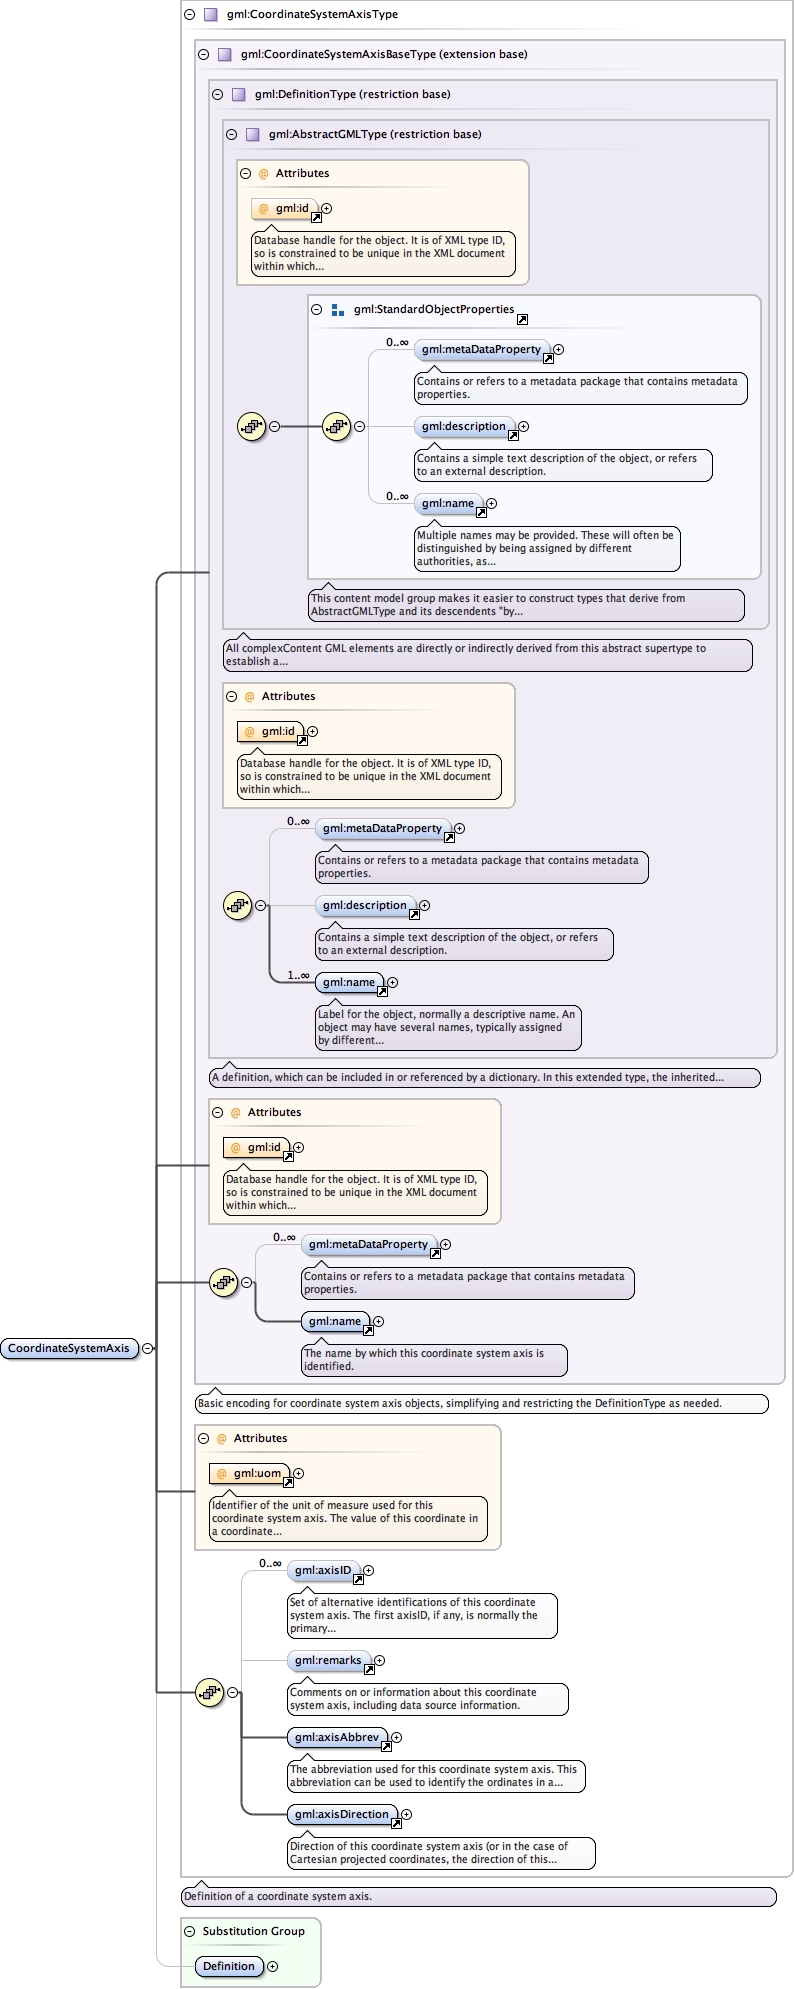 gml:CoordinateSystemAxisType
gml:CoordinateSystemAxisBaseType (extension base)
gml:DefinitionType (restriction base)
gml:AbstractGMLType (restriction base)
@ Attributes
@ gml:id
Database handle for the object. It is of XML type ID,
so is constrained to be unique in the XML document
within which...
gml:StandardObjectProperties
0..∞
gml:metaDataProperty
Contains or refers to a metadata package that contains metadata
properties.
gml:description
Contains a simple text description of the object, or refers
to an external description.
0..∞
gml:name
Multiple names may be provided. These will often be
distinguished by being assigned by different
authorities, as...
This content model group makes it easier to construct types that derive from
AbstractGMLType and its descendents "by...
All complexContent GML elements are directly or indirectly derived from this abstract supertype to
establish a...
@ Attributes
@ gml:id
Database handle for the object. It is of XML type ID,
so is constrained to be unique in the XML document
within which...
0..∞
gml:metaDataProperty
Contains or refers to a metadata package that contains metadata
properties.
gml:description
Contains a simple text description of the object, or refers
to an external description.
1..∞
gml:name
Label for the object, normally a descriptive name. An
object may have several names, typically assigned
by different...
A definition, which can be included in or referenced by a dictionary. In this extended type, the inherited...
@ Attributes
@ gml:id
Database handle for the object. It is of XML type ID,
so is constrained to be unique in the XML document
within which...
0..∞
gml:metaDataProperty
Contains or refers to a metadata package that contains metadata
properties.
gml:name
The name by which this coordinate system axis is
identified.
CoordinateSystemAxis
Basic encoding for coordinate system axis objects, simplifying and restricting the DefinitionType as needed.
@ Attributes
@ gml:uom
Identifier of the unit of measure used for this
coordinate system axis. The value of this coordinate in
a coordinate...
0..∞
gml:axisID
Set of alternative identifications of this coordinate
system axis. The first axisID, if any, is normally the
primary...
gml:remarks
Comments on or information about this coordinate
system axis, including data source information.
gml:axisAbbrev
The abbreviation used for this coordinate system axis. This
abbreviation can be used to identify the ordinates in a...
gml:axisDirection
Direction of this coordinate system axis (or in the case of
Cartesian projected coordinates, the direction of this...
Definition of a coordinate system axis.
Substitution Group
Definition